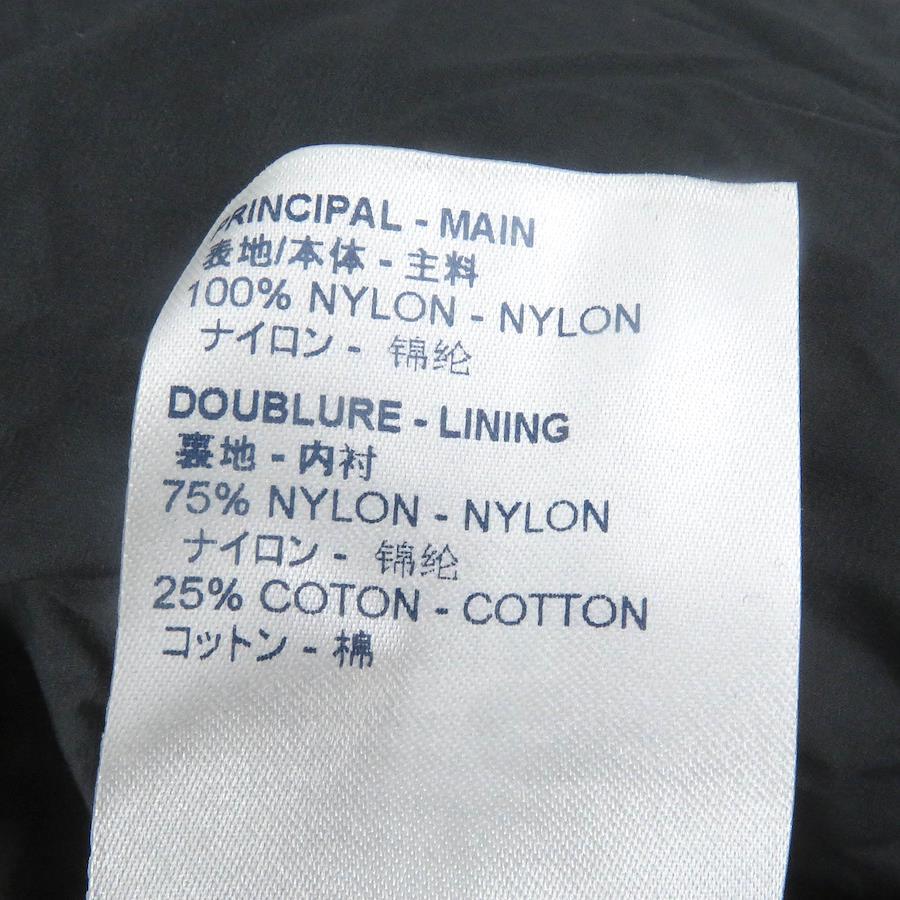 PRINCIPAL - MAIN
表地/本体 - 主料
100% NYLON - NYLON
ナイロン - 锦纶
DOUBLURE - LINING
裏地 - 内衬
75% NYLON - NYLON
ナイロン - 锦纶
25% COTON - COTTON
コットン - 棉